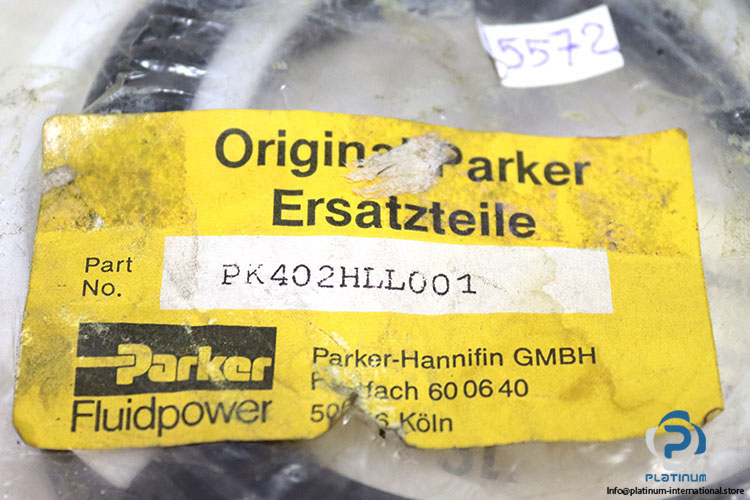 5572
Original Parker
Ersatzteile
Part
No.
PK402HLL001
Parker
Fluidpower
Parker-Hannifin GMBH
60 06 40
Köln
PLATINUM
Info@platinum-international.store